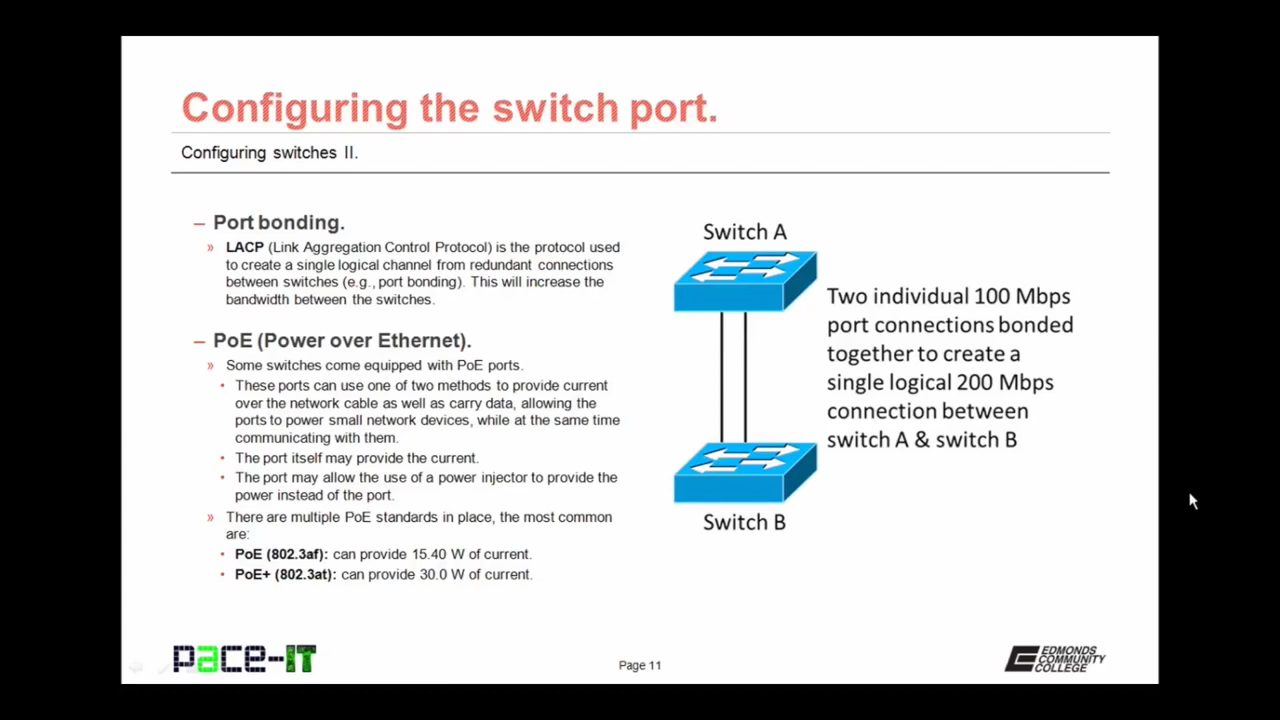 Configuring the switch port.
Configuring switches II.
– Port bonding.
» LACP (Link Aggregation Control Protocol) is the protocol used
to create a single logical channel from redundant connections
between switches (e.g., port bonding). This will increase the
bandwidth between the switches.
– PoE (Power over Ethernet).
» Some switches come equipped with PoE ports.
• These ports can use one of two methods to provide current
over the network cable as well as carry data, allowing the
ports to power small network devices, while at the same time
communicating with them.
• The port itself may provide the current.
• The port may allow the use of a power injector to provide the
power instead of the port.
» There are multiple PoE standards in place, the most common
are:
• PoE (802.3af): can provide 15.40 W of current.
• PoE+ (802.3at): can provide 30.0 W of current.
Switch A
Two individual 100 Mbps
port connections bonded
together to create a
single logical 200 Mbps
connection between
switch A & switch B
Switch B
pace-IT
Page 11
EDMONDS
COMMUNITY
COLLEGE